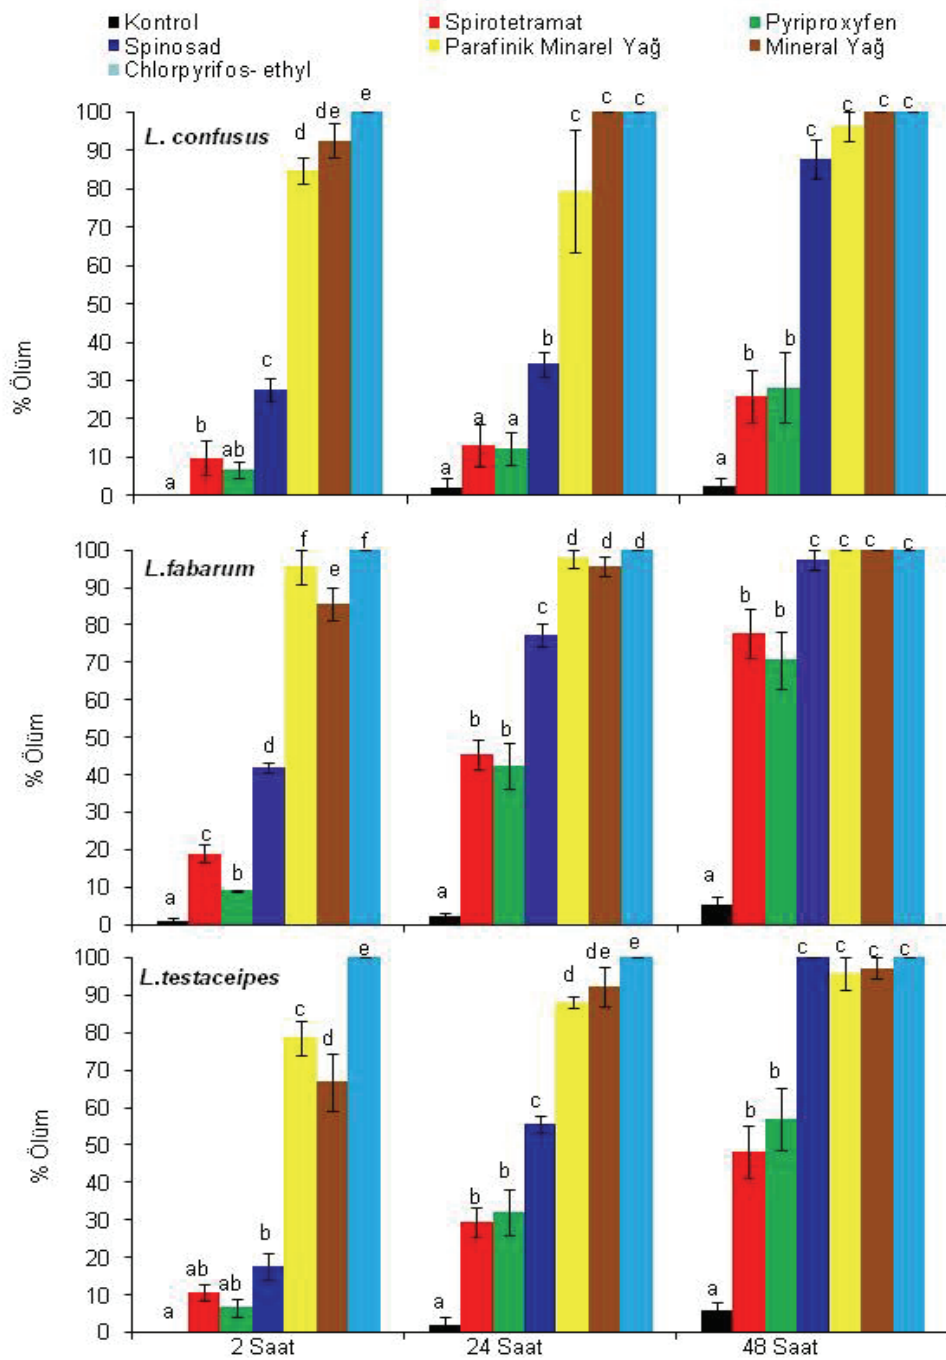 Kontrol Spirotetramat Pyriproxyfen
Spinosad Parafinik Minarel Yağ Mineral Yağ
Chlorpyrifos- ethyl
L. confusus
% Ölüm
100
90
80
70
60
50
40
30
20
10
0
a b ab c d de e
a a a b c c c
a b b c c c c
L.fabarum
% Ölüm
100
90
80
70
60
50
40
30
20
10
0
a c b d f e f
a b b c d d d
a b b c c c c
L.testaceipes
% Ölüm
100
90
80
70
60
50
40
30
20
10
0
a ab ab b c d e
a b b c d de e
a b b c c c c
2 Saat 24 Saat 48 Saat